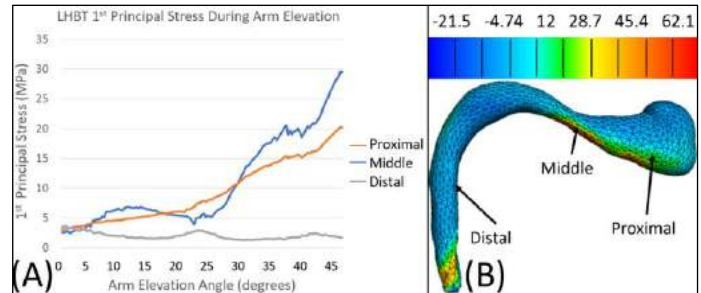 LHBT 1st Principal Stress During Arm Elevation
1st Principal Stress (MPa)
35
30
25
20
15
10
5
0
0 5 10 15 20 25 30 35 40 45
Arm Elevation Angle (degrees)
Proximal
Middle
Distal
(A)
-21.5 -4.74 12 28.7 45.4 62.1
Middle
Proximal
Distal
(B)